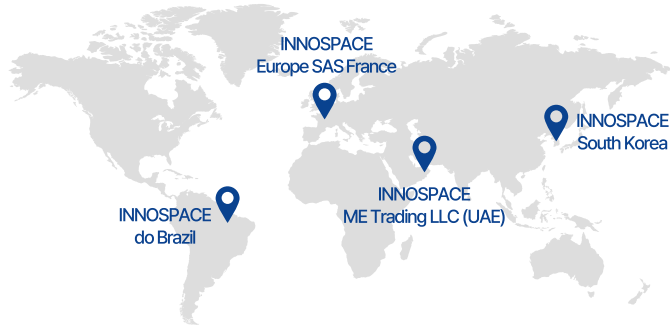 INNOSPACE
Europe SAS France
INNOSPACE
South Korea
INNOSPACE
ME Trading LLC (UAE)
INNOSPACE
do Brazil